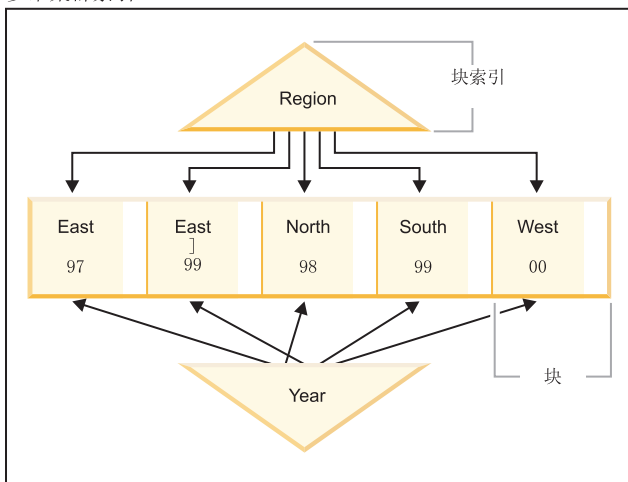 Region
块索引
East
East
North
South
West
97
99
98
99
00
Year
块